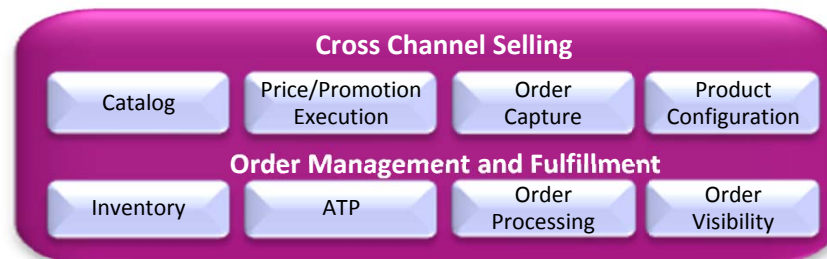 Cross Channel Selling
Catalog
Price/Promotion
Execution
Order
Capture
Product
Configuration
Order Management and Fulfillment
Inventory
ATP
Order
Processing
Order
Visibility